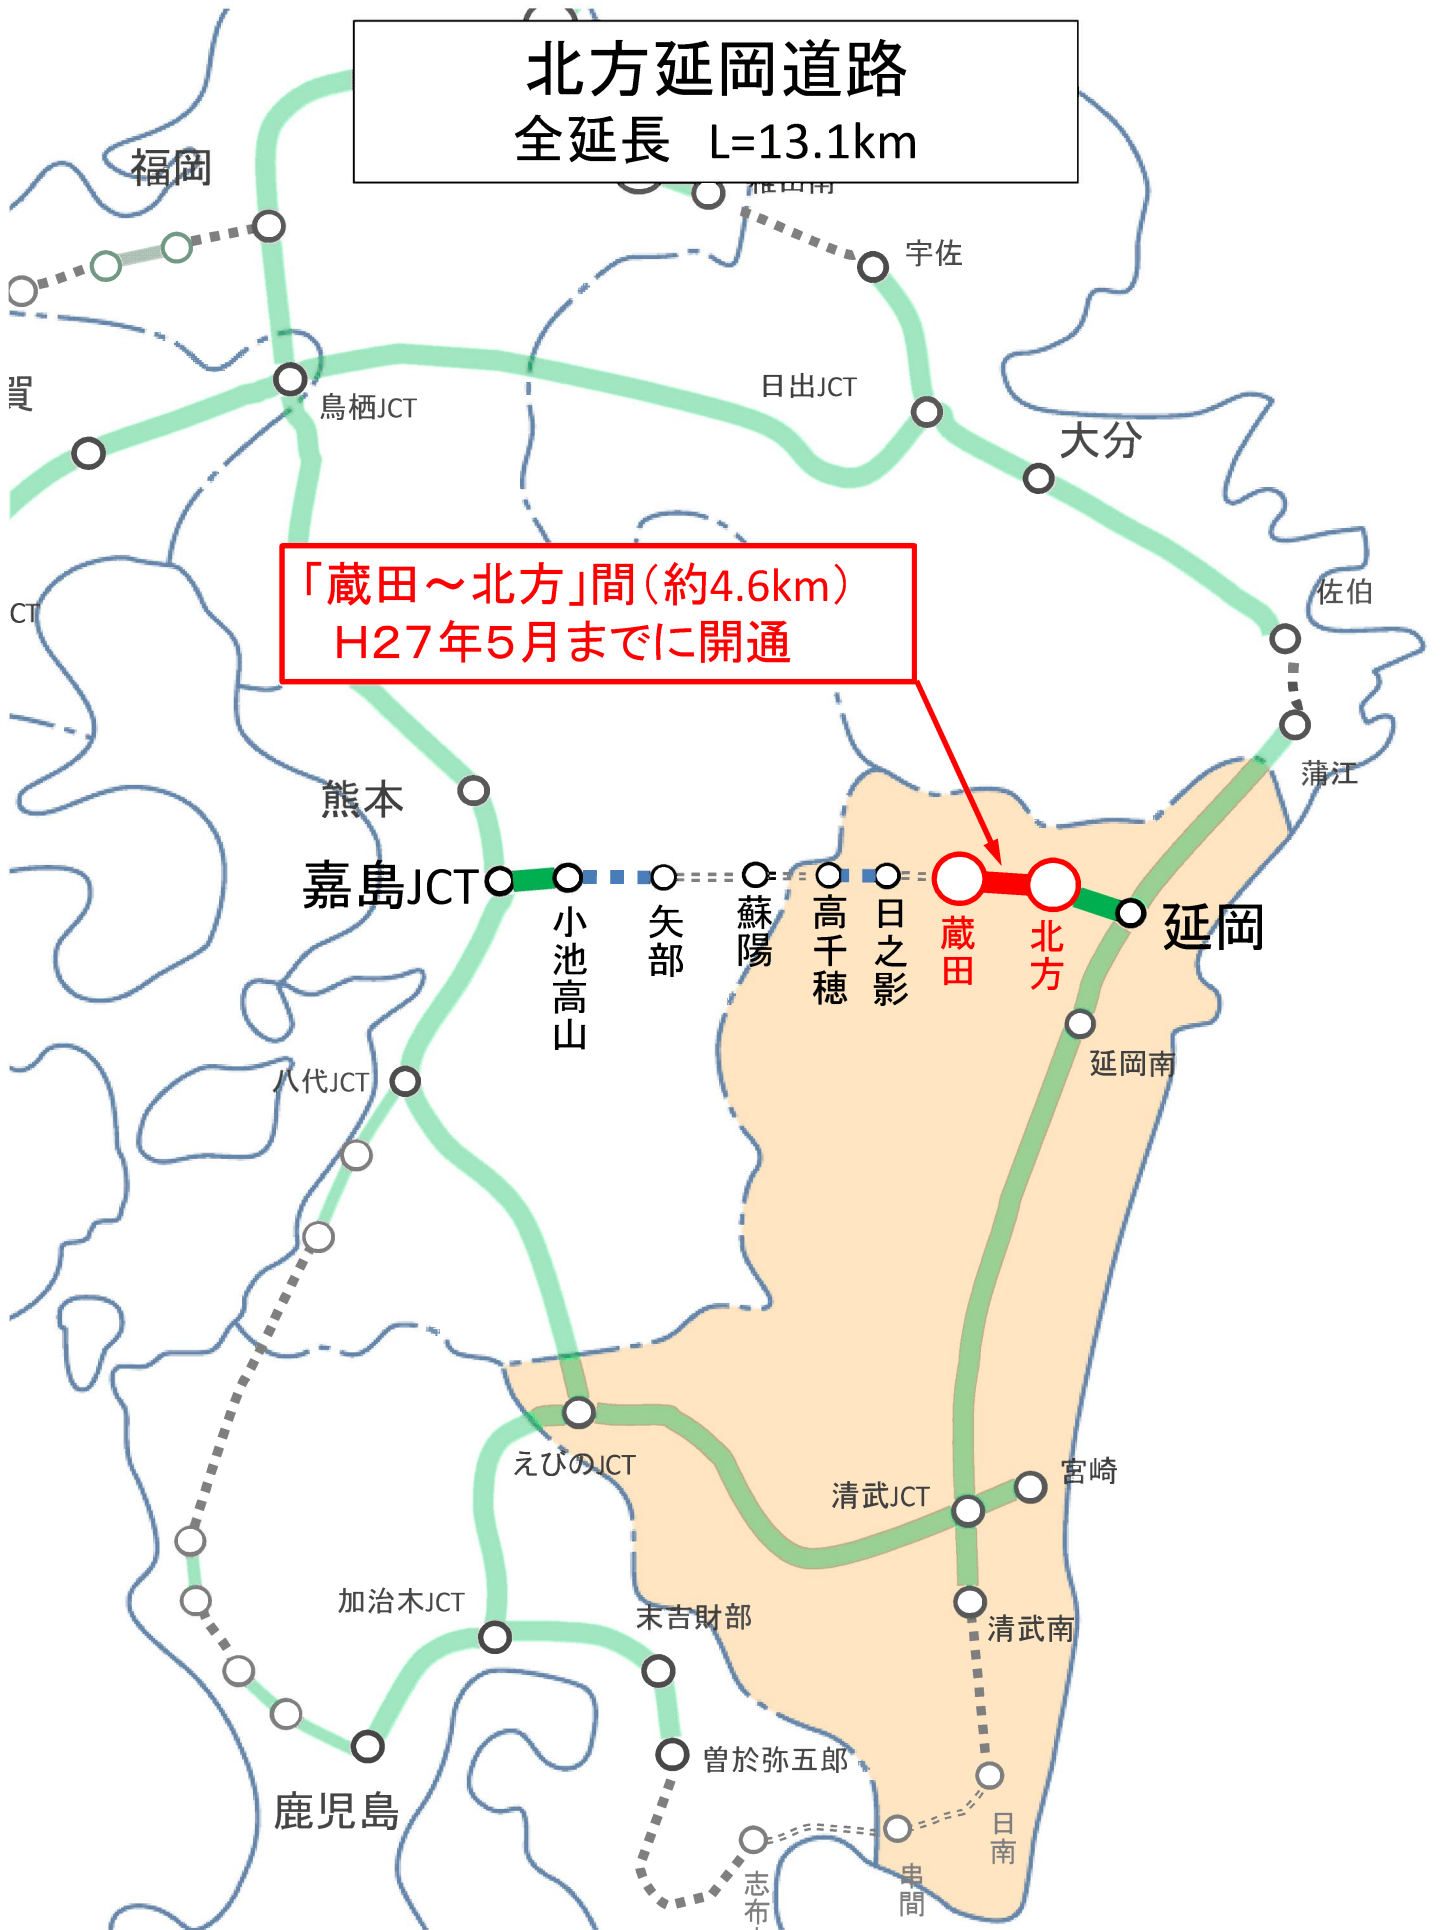 北方延岡道路
全延長 L=13.1km
福岡
宇佐
賀
鳥栖JCT
日出JCT
大分
「蔵田～北方」間（約4.6km）
H27年5月までに開通
CT
佐伯
蒲江
熊本
嘉島JCT
小池高山
矢部
蘇陽
高千穂
日之影
蔵田
北方
延岡
延岡南
八代JCT
えびのJCT
清武JCT
宮崎
加治木JCT
末吉財部
清武南
曽於弥五郎
鹿児島
日南
串間
志布